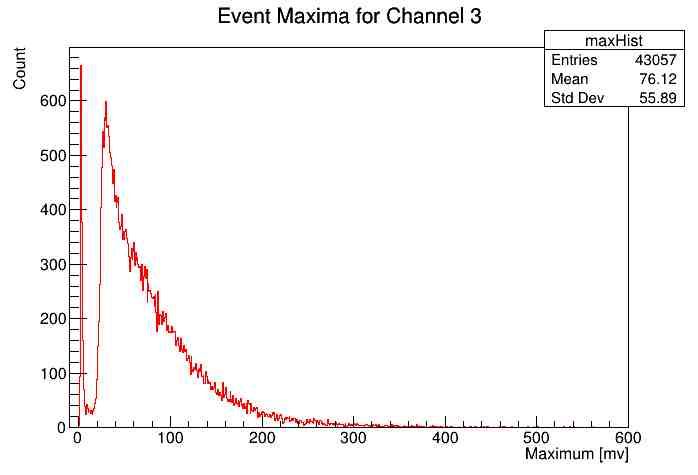 Event Maxima for Channel 3
maxHist
Entries 43057
Mean 76.12
Std Dev 55.89
Count
600
500
400
300
200
100
0
0 100 200 300 400 500 600
Maximum [mv]